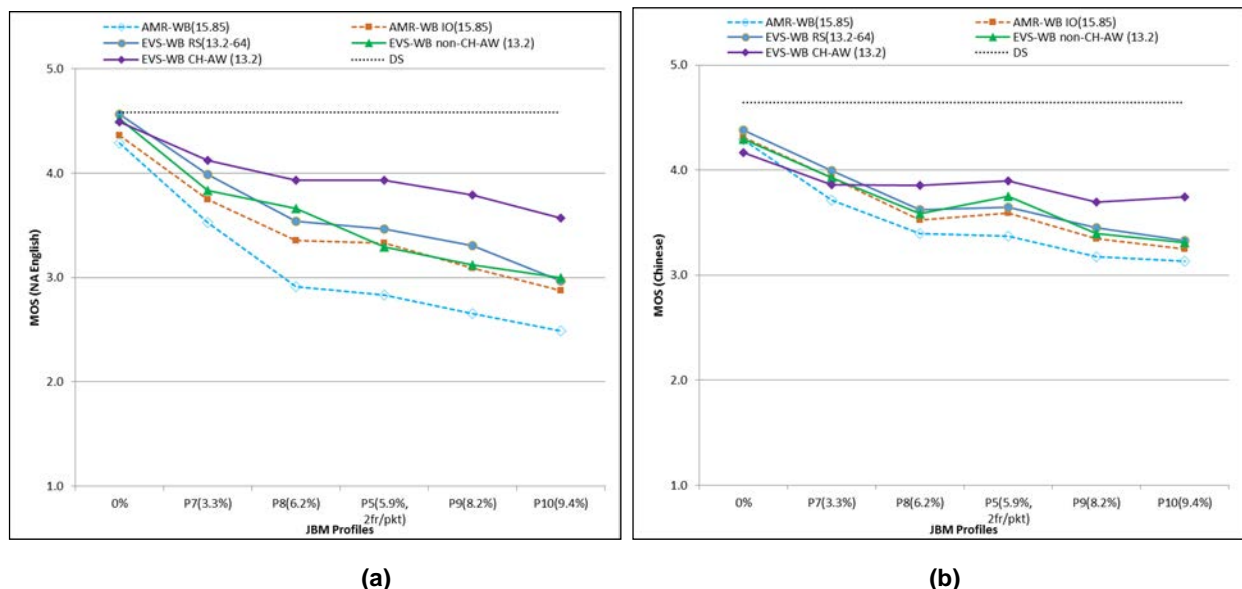 AMR-WB(15.85) AMR-WB IO(15.85)
EVS-WB RS(13.2-64) EVS-WB non-CH-AW (13.2)
EVS-WB CH-AW (13.2) DS
5.0
4.0
3.0
2.0
1.0
MOS (NA English)
0% P7(3.3%) P8(6.2%) P5(5.9%, P9(8.2%) P10(9.4%)
2fr/pkt)
JBM Profiles
(a)
AMR-WB(15.85) AMR-WB IO(15.85)
EVS-WB RS(13.2-64) EVS-WB non-CH-AW (13.2)
EVS-WB CH-AW (13.2) DS
5.0
4.0
3.0
2.0
1.0
MOS (Chinese)
0% P7(3.3%) P8(6.2%) P5(5.9%, P9(8.2%) P10(9.4%)
2fr/pkt)
JBM Profiles
(b)